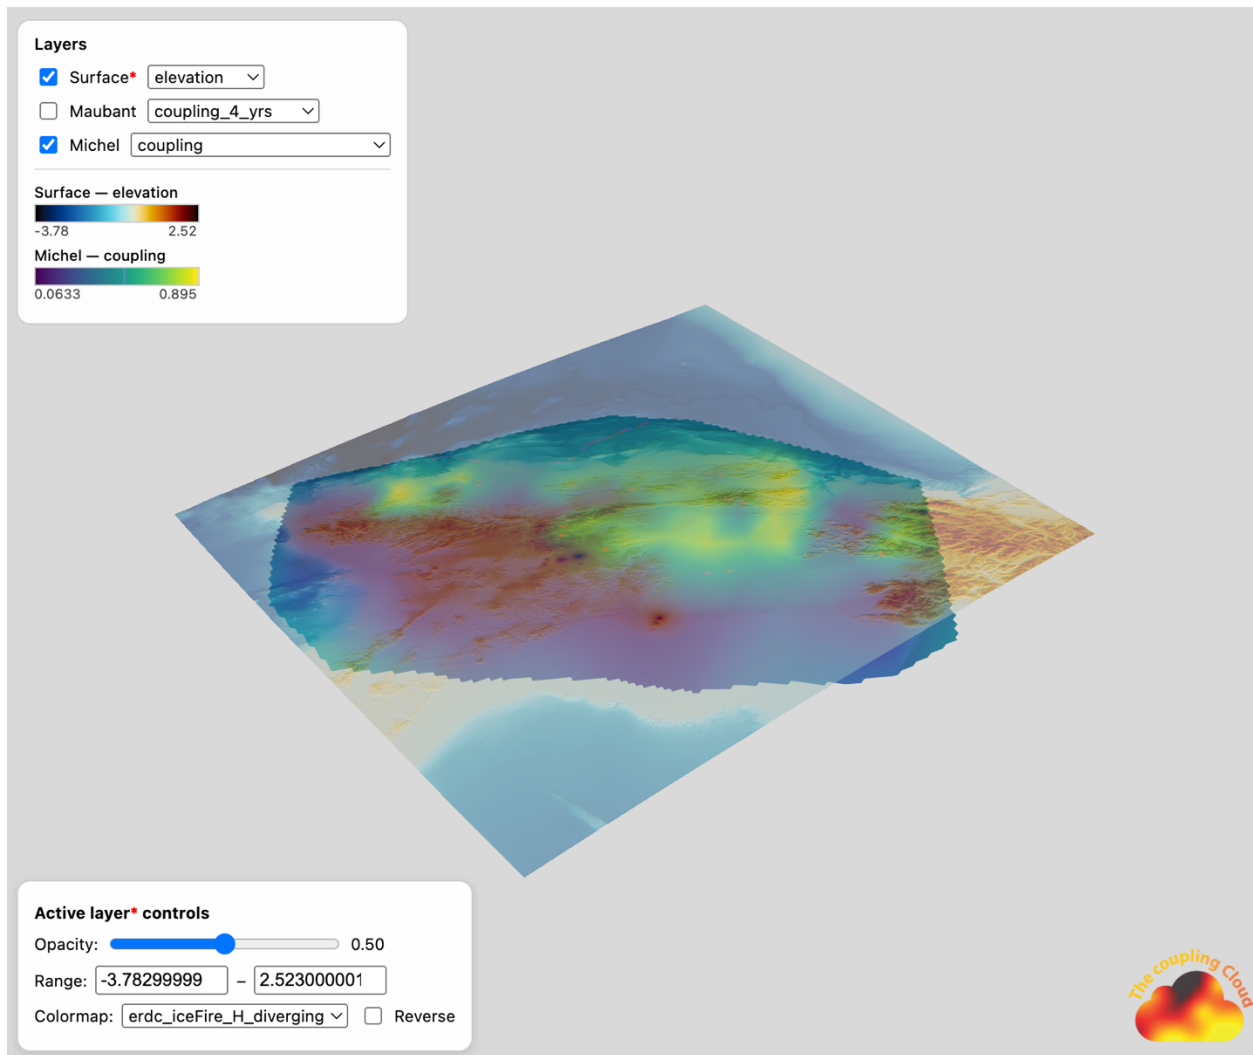 Layers
Surface* elevation
Maubant coupling_4_yrs
Michel coupling
Surface — elevation
-3.78 2.52
Michel — coupling
0.0633 0.895
Active layer* controls
Opacity: 0.50
Range: -3.78299999 – 2.523000001
Colormap: erdc_iceFire_H_diverging Reverse
The coupling Cloud